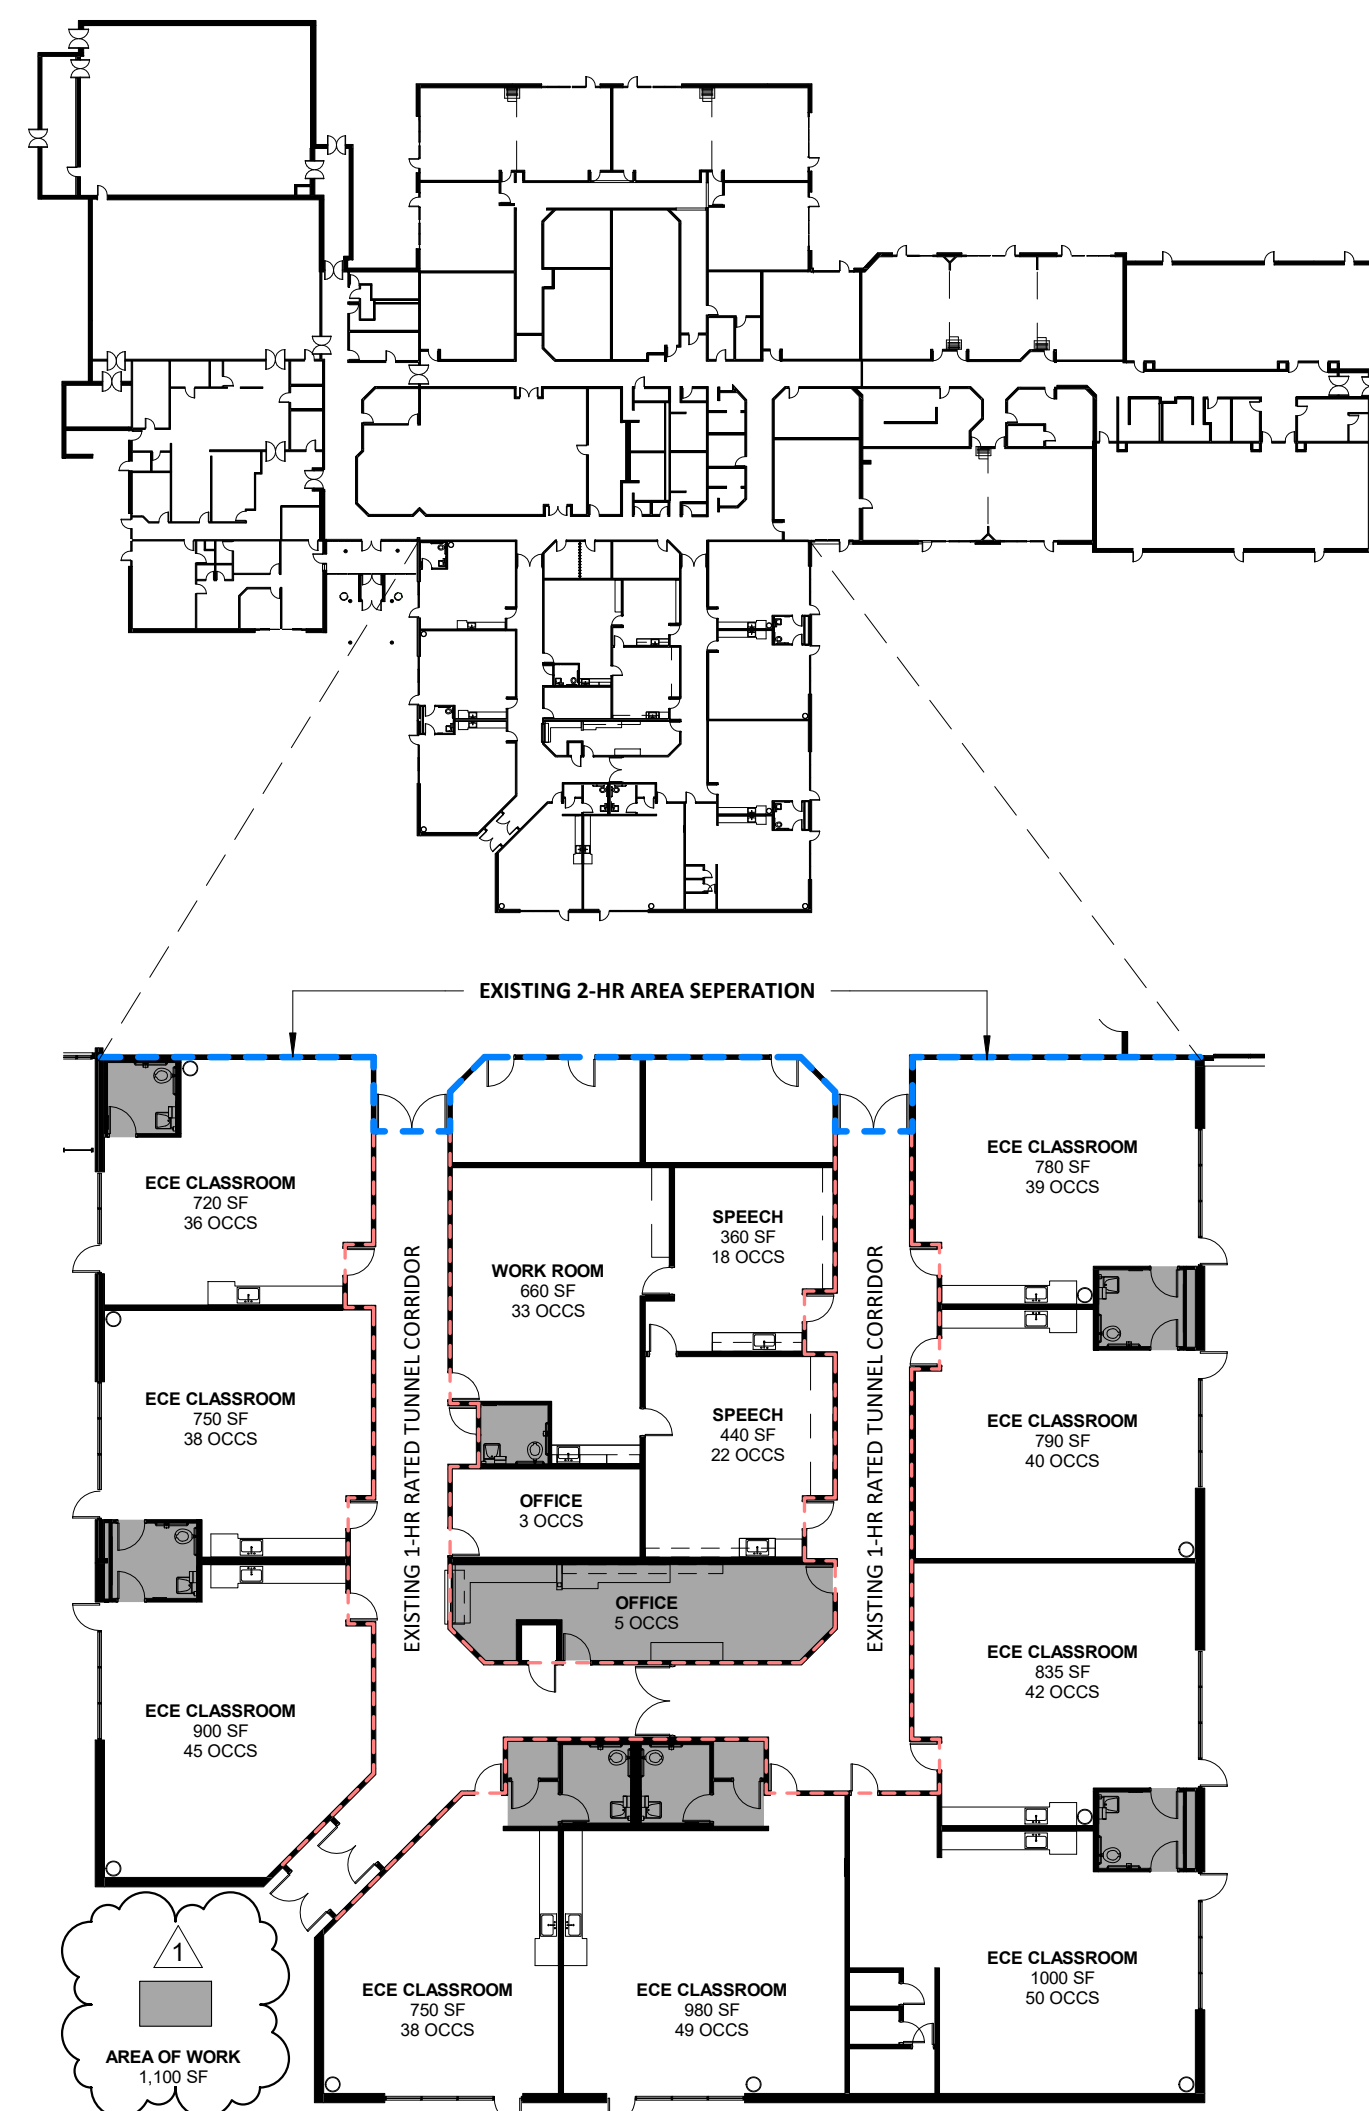 EXISTING 2-HR AREA SEPERATION
ECE CLASSROOM
720 SF
36 OCCS
ECE CLASSROOM
780 SF
39 OCCS
SPEECH
360 SF
18 OCCS
WORK ROOM
660 SF
33 OCCS
EXISTING 1-HR RATED TUNNEL CORRIDOR
EXISTING 1-HR RATED TUNNEL CORRIDOR
ECE CLASSROOM
750 SF
38 OCCS
SPEECH
440 SF
22 OCCS
ECE CLASSROOM
790 SF
40 OCCS
OFFICE
3 OCCS
OFFICE
5 OCCS
ECE CLASSROOM
835 SF
42 OCCS
ECE CLASSROOM
900 SF
45 OCCS
1
AREA OF WORK
1,100 SF
ECE CLASSROOM
750 SF
38 OCCS
ECE CLASSROOM
980 SF
49 OCCS
ECE CLASSROOM
1000 SF
50 OCCS